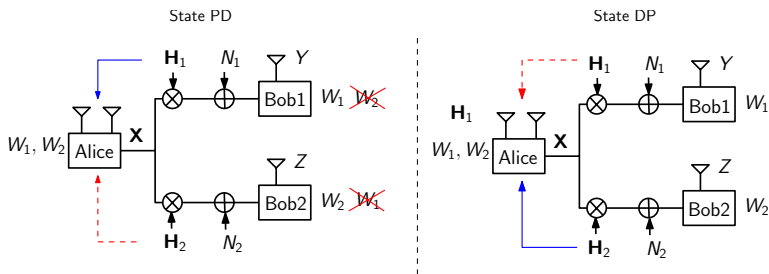 State PD
State DP
H₁
N₁
Y
Bob1
W₁
W₂
W₁, W₂
Alice
X
Z
Bob2
W₂
W₁
H₂
N₂
H₁
N₁
Y
Bob1
W₁
H₁
W₁, W₂
Alice
X
Z
Bob2
W₂
H₂
N₂